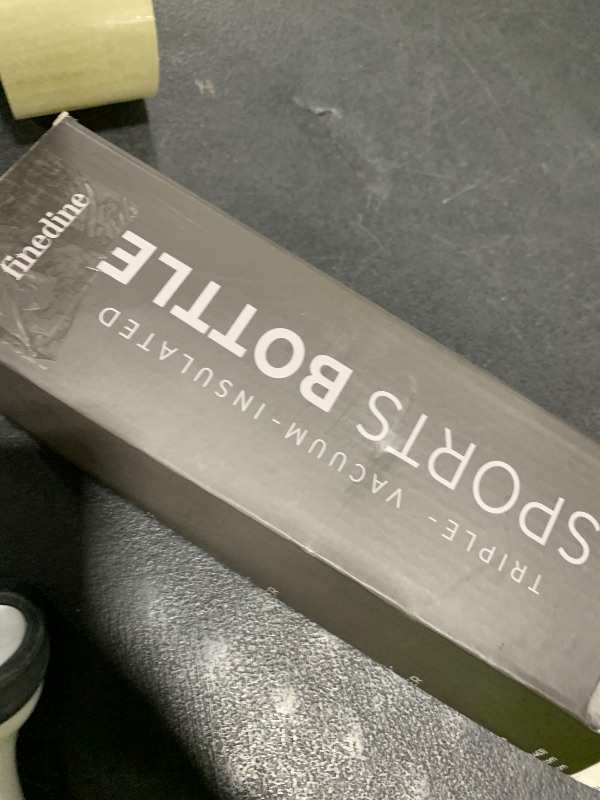 finedine
SPORTS BOTTLE
TRIPLE- VACUUM-INSULATED